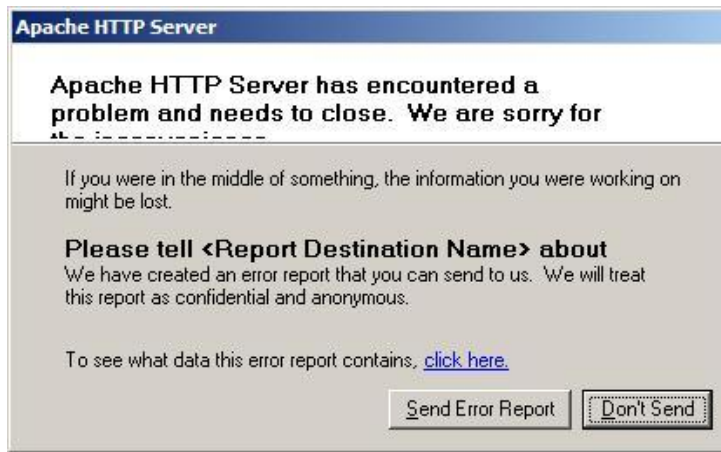 Apache HTTP Server
Apache HTTP Server has encountered a
problem and needs to close.  We are sorry for
If you were in the middle of something, the information you were working on
might be lost.
Please tell <Report Destination Name> about
We have created an error report that you can send to us.  We will treat
this report as confidential and anonymous.
To see what data this error report contains, click here.
Send Error Report
Don't Send